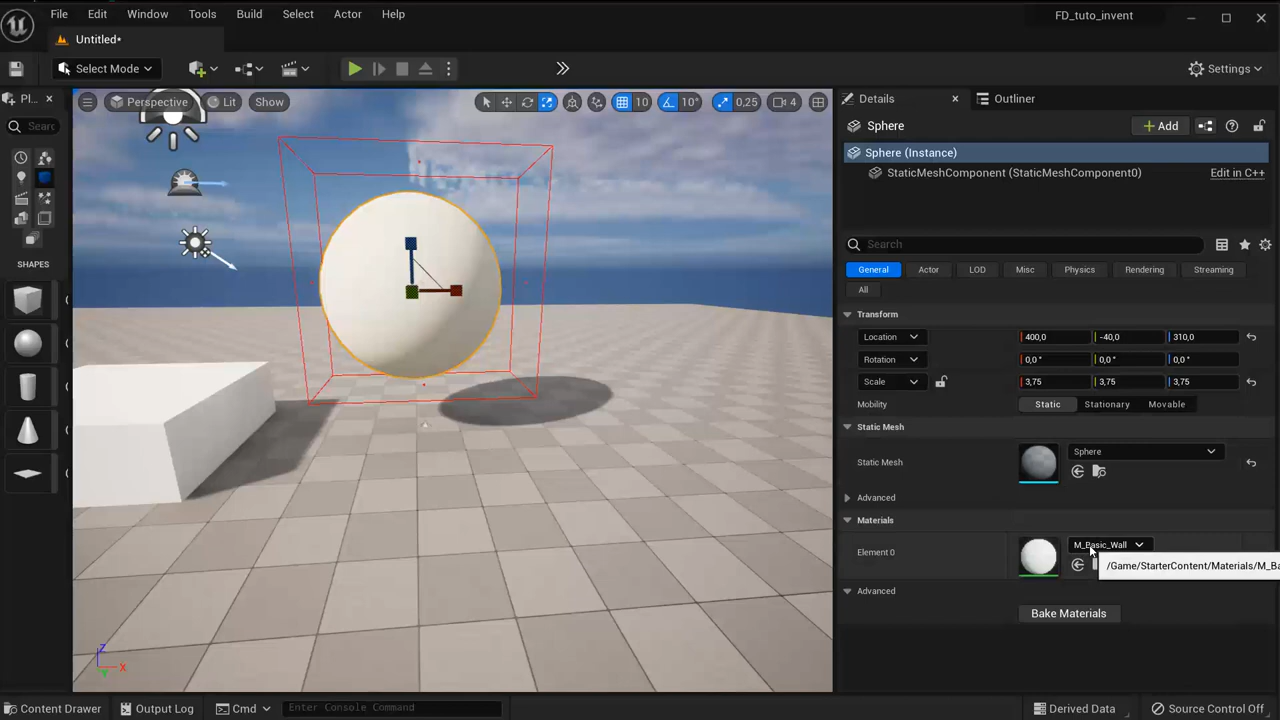 File Edit Window Tools Build Select Actor Help
FD_tuto_invent
Untitled*
Select Mode
Settings
Pl...
Perspective Lit Show
10 10° 0,25 4
Details Outliner
Sear
Sphere
Add
Sphere (Instance)
StaticMeshComponent (StaticMeshComponent0) Edit in C++
Search
SHAPES
General Actor LOD Misc Physics Rendering Streaming
All
Transform
Location 400,0 -40,0 310,0
Rotation 0,0 ° 0,0 ° 0,0 °
Scale 3,75 3,75 3,75
Mobility Static Stationary Movable
Static Mesh
Static Mesh Sphere
Advanced
Materials
Element 0 M_Basic_Wall
/Game/StarterContent/Materials/M_Ba
Advanced
Bake Materials
Z
X
Y
Content Drawer Output Log Cmd Enter Console Command Derived Data Source Control Off